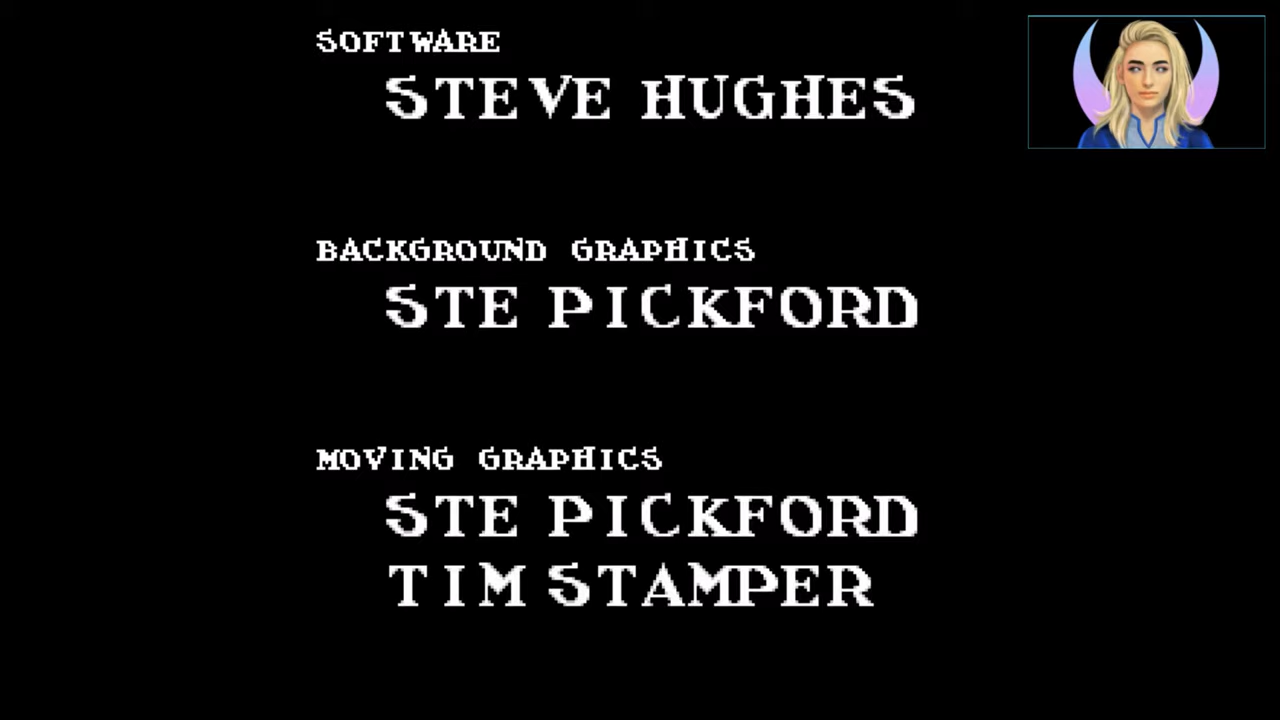 SOFTWARE
STEVE HUGHES
BACKGROUND GRAPHICS
STE PICKFORD
MOVING GRAPHICS
STE PICKFORD
TIM STAMPER